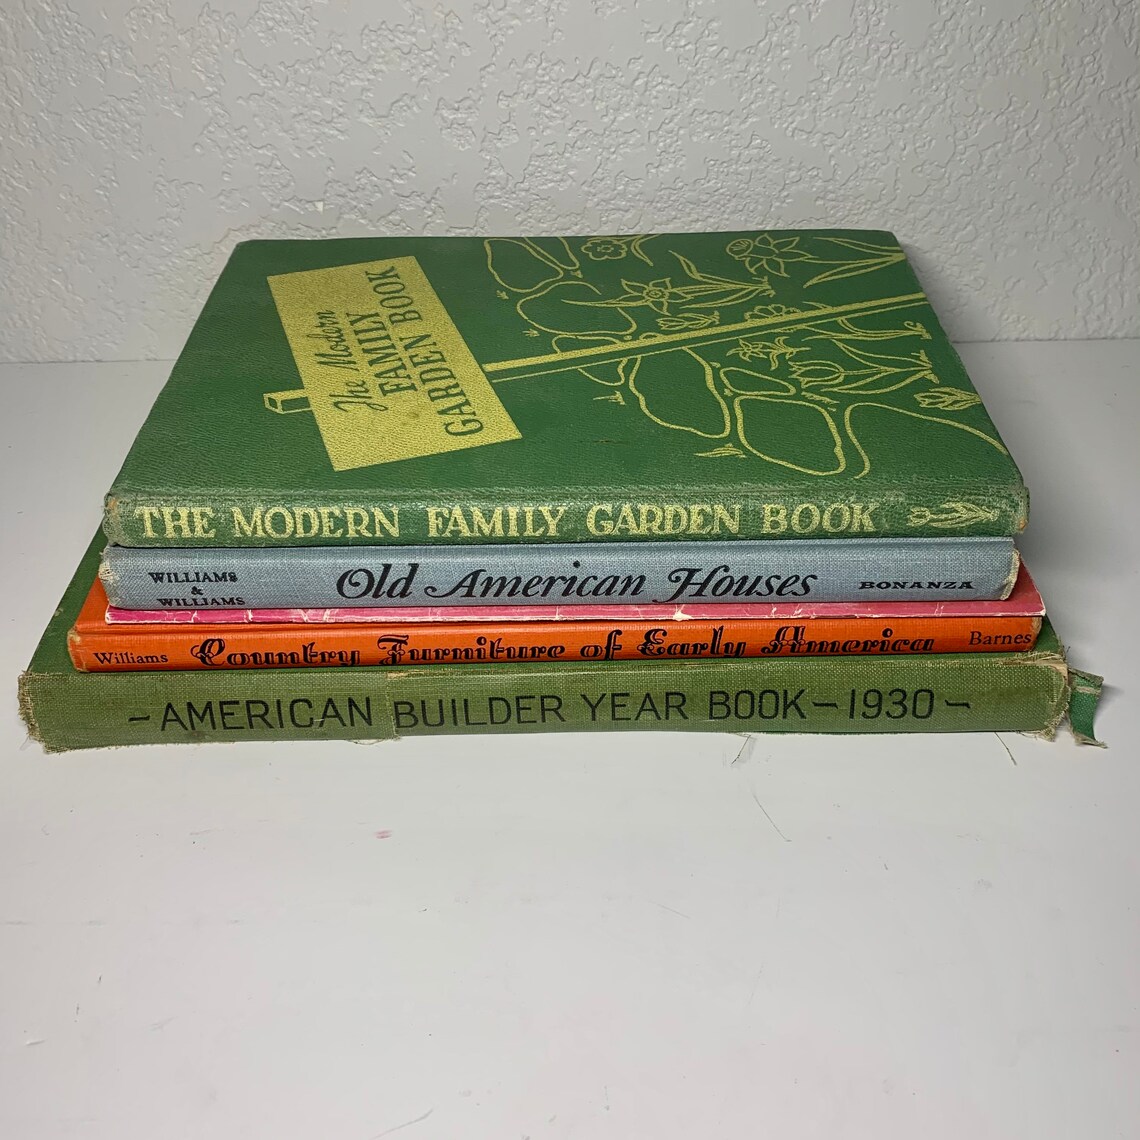 The Modern
FAMILY
GARDEN BOOK
THE MODERN FAMILY GARDEN BOOK
WILLIAMS
&
WILLIAMS
Old American Houses
BONANZA
Williams
Country Furniture of Early America
Barnes
~AMERICAN BUILDER YEAR BOOK~1930~